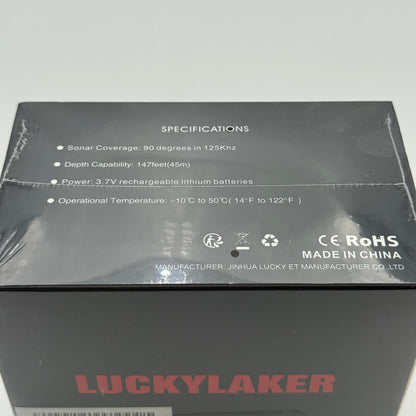 SPECIFICATIONS
Sonar Coverage: 90 degrees in 125Khz
Depth Capability: 147feet(45m)
Power: 3.7V rechargeable lithium batteries
Operational Temperature: -10℃ to 50℃( 14°F to 122°F )
CE RoHS
MADE IN CHINA
MANUFACTURER: JINHUA LUCKY ET MANUFACTURER CO.,LTD
LUCKYLAKER